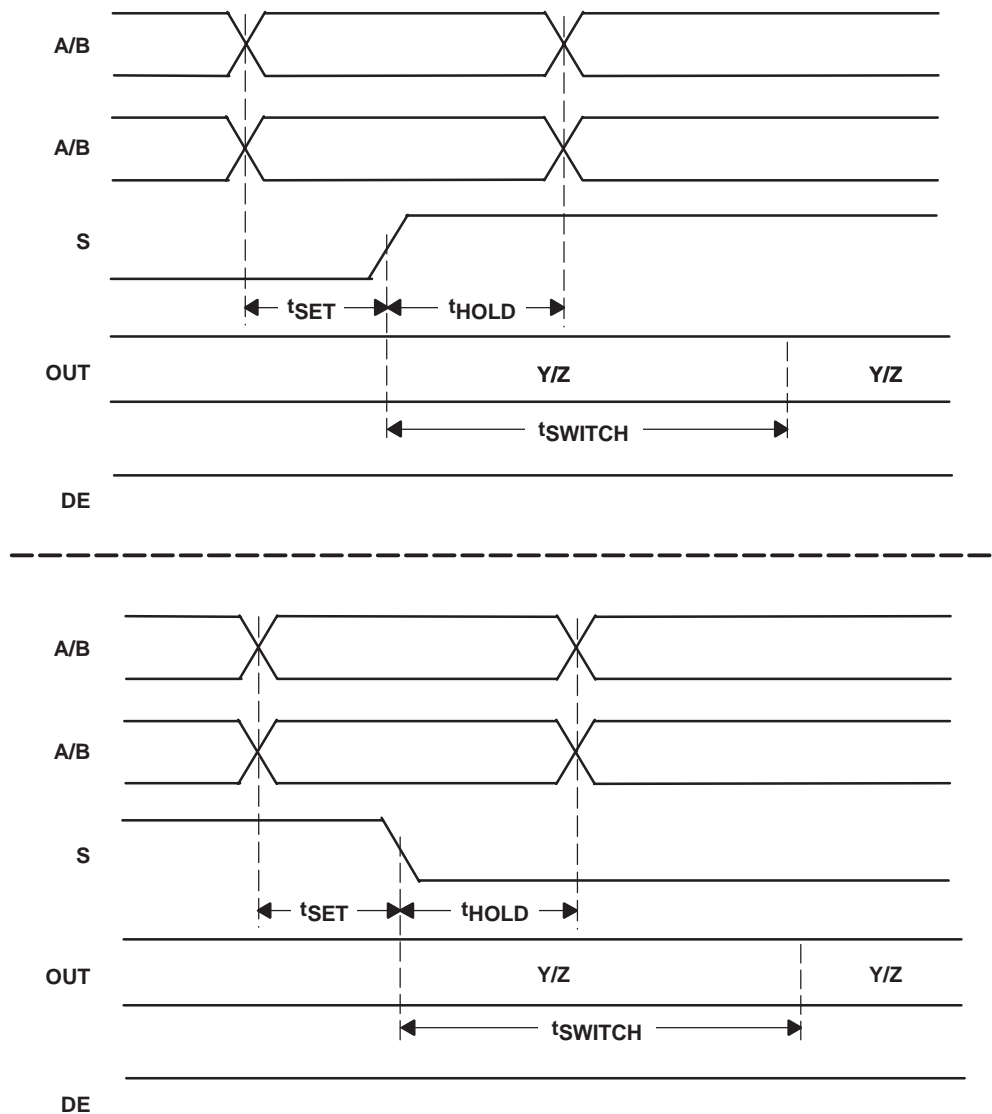 A/B
A/B
S
tSET tHOLD
OUT Y/Z Y/Z
tSWITCH
DE
A/B
A/B
S
tSET tHOLD
OUT Y/Z Y/Z
tSWITCH
DE